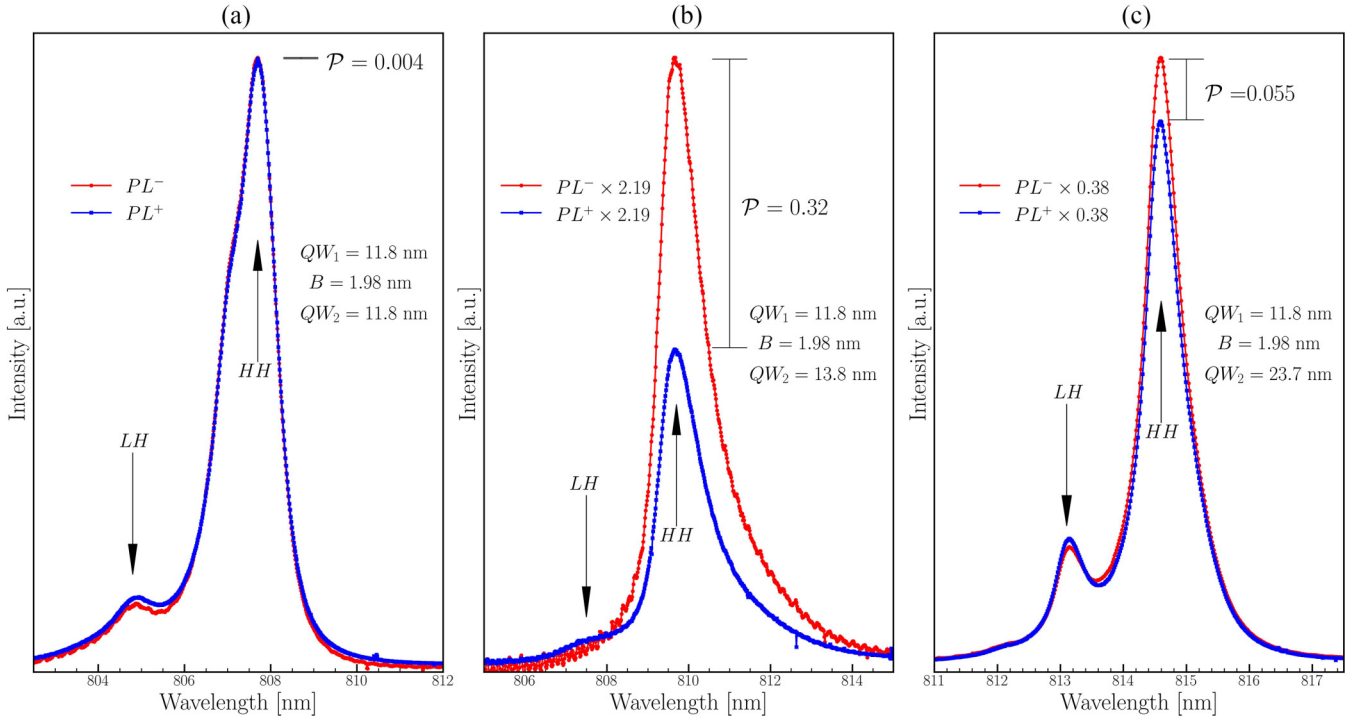 (a)
𝒫 = 0.004
PL⁻
PL⁺
QW₁ = 11.8 nm
B = 1.98 nm
QW₂ = 11.8 nm
HH
LH
Intensity [a.u.]
804 806 808 810 812
Wavelength [nm]
(b)
PL⁻ × 2.19
PL⁺ × 2.19
𝒫 = 0.32
QW₁ = 11.8 nm
B = 1.98 nm
QW₂ = 13.8 nm
LH
HH
Intensity [a.u.]
806 808 810 812 814
Wavelength [nm]
(c)
𝒫 =0.055
PL⁻ × 0.38
PL⁺ × 0.38
QW₁ = 11.8 nm
B = 1.98 nm
QW₂ = 23.7 nm
LH
HH
Intensity [a.u.]
811 812 813 814 815 816 817
Wavelength [nm]